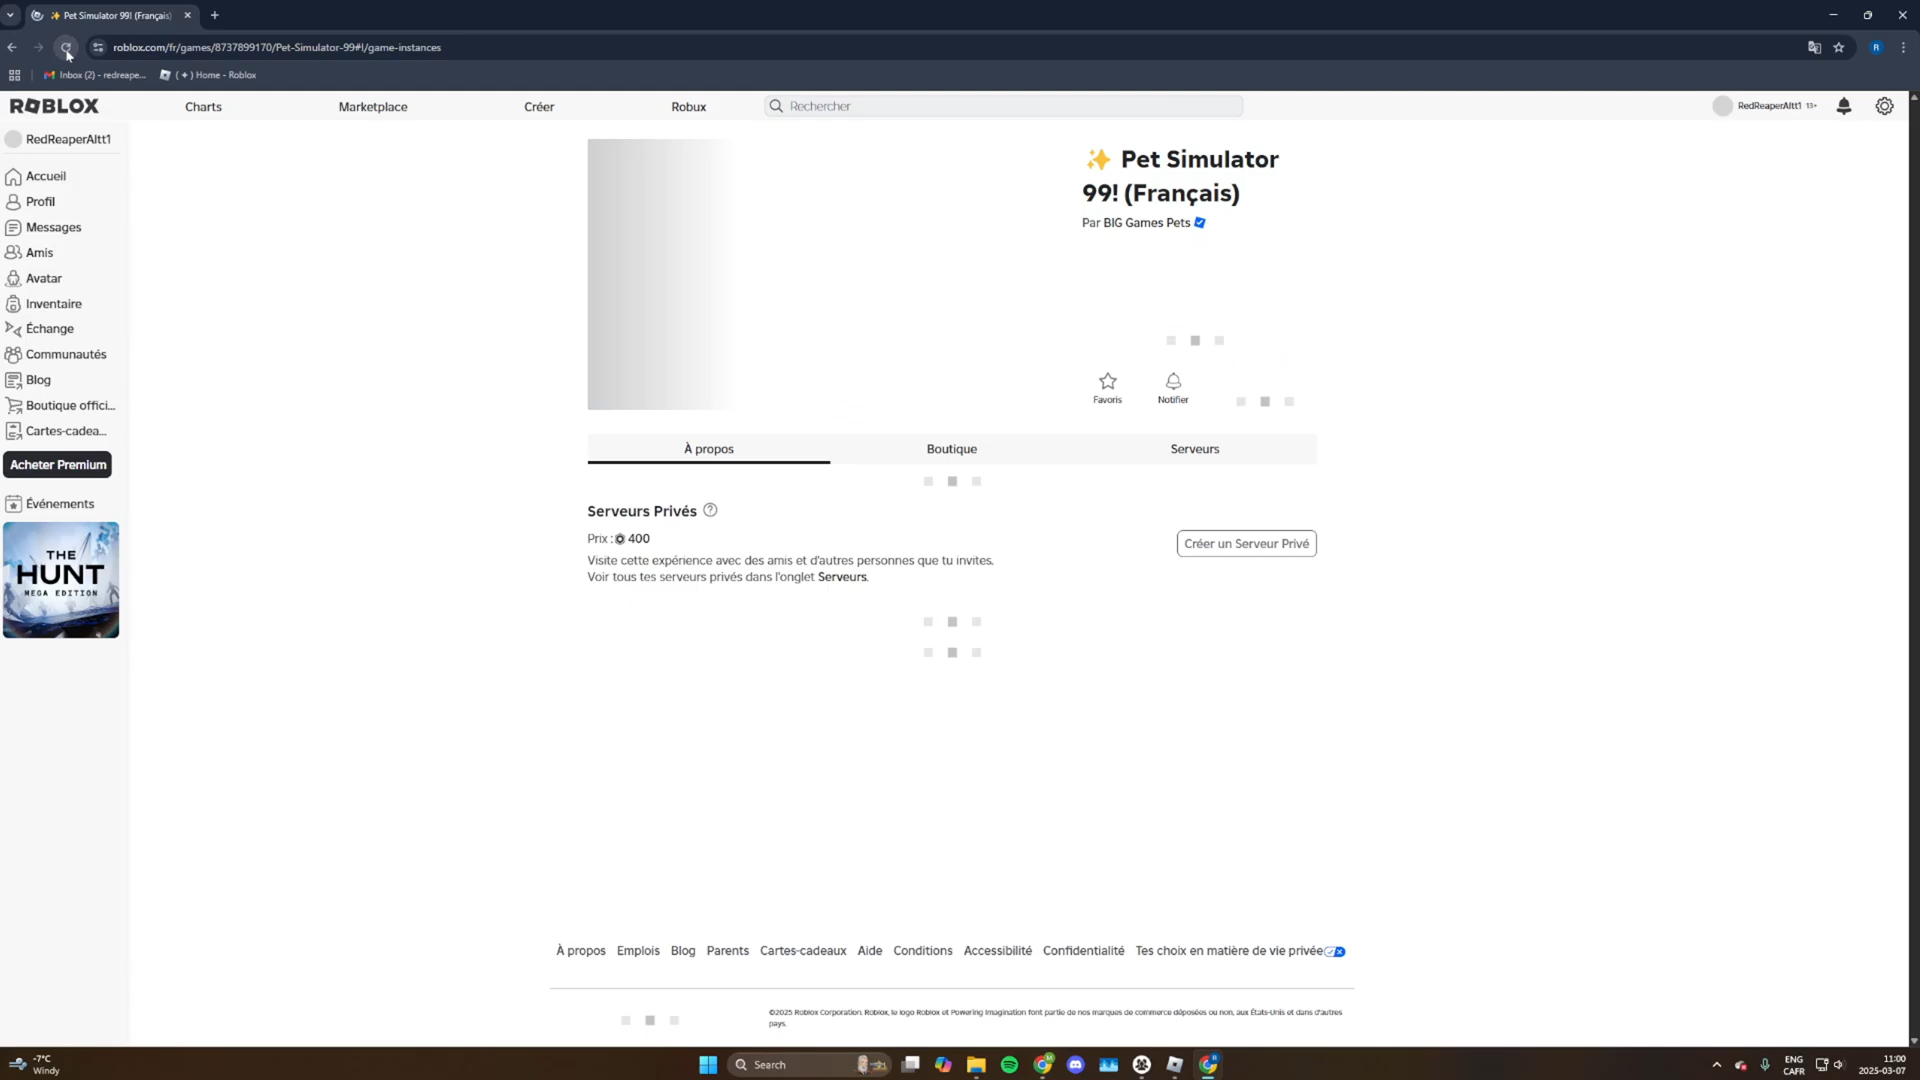 ✨ Pet Simulator 99! (Français)
roblox.com/fr/games/8737899170/Pet-Simulator-99#!/game-instances
R
Inbox (2) - redreape...
(✦) Home - Roblox
ROBLOX
Charts
Marketplace
Créer
Robux
Rechercher
RedReaperAltt1 13+
RedReaperAltt1
Accueil
Profil
Messages
Amis
Avatar
Inventaire
Échange
Communautés
Blog
Boutique offici...
Cartes-cadea...
Acheter Premium
Événements
THE
HUNT
MEGA EDITION
✨ Pet Simulator
99! (Français)
Par BIG Games Pets
Favoris
Notifier
À propos
Boutique
Serveurs
Serveurs Privés
Prix : 400
Visite cette expérience avec des amis et d'autres personnes que tu invites.
Voir tous tes serveurs privés dans l'onglet Serveurs.
Créer un Serveur Privé
À propos Emplois Blog Parents Cartes-cadeaux Aide Conditions Accessibilité Confidentialité Tes choix en matière de vie privée
©2025 Roblox Corporation. Roblox, le logo Roblox et Powering Imagination font partie de nos marques de commerce déposées ou non, aux États-Unis et dans d'autres
pays.
-7°C
Windy
Search
ENG
CAFR
11:00
2025-03-07